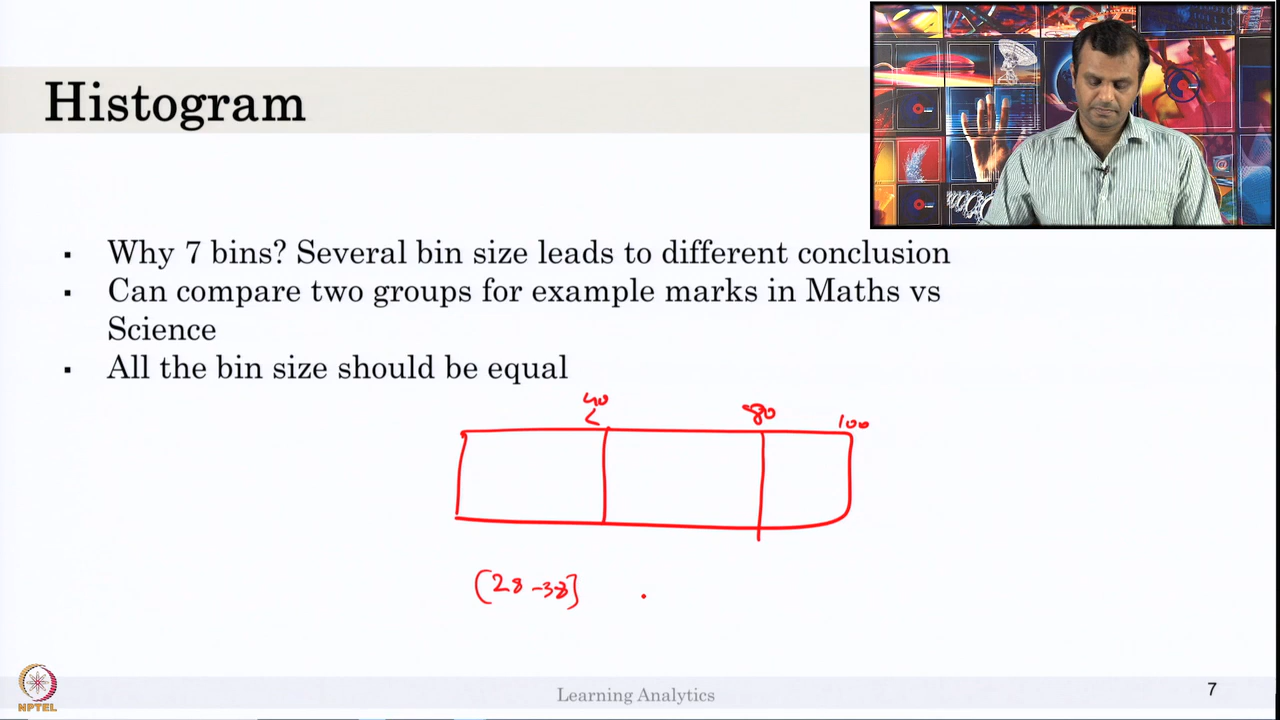 Histogram
▪ Why 7 bins? Several bin size leads to different conclusion
▪ Can compare two groups for example marks in Maths vs
Science
▪ All the bin size should be equal
40 80 100
<
(28-38]
NPTEL
Learning Analytics
7